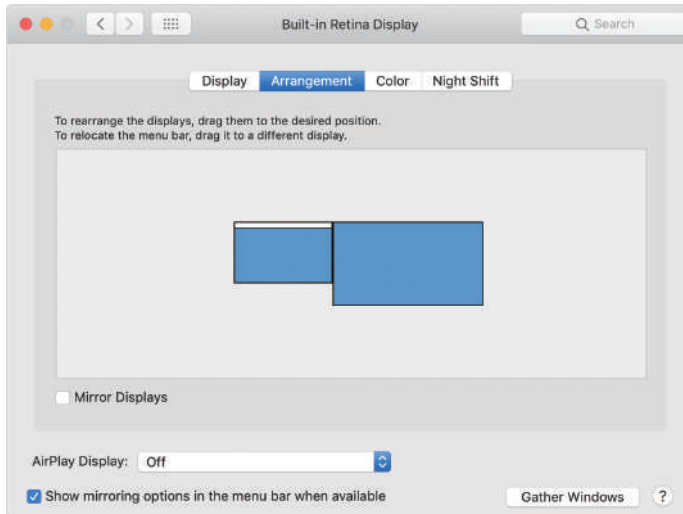 Built-in Retina Display
Search
Display Arrangement Color Night Shift
To rearrange the displays, drag them to the desired position.
To relocate the menu bar, drag it to a different display.
Mirror Displays
AirPlay Display: Off
Show mirroring options in the menu bar when available
Gather Windows ?